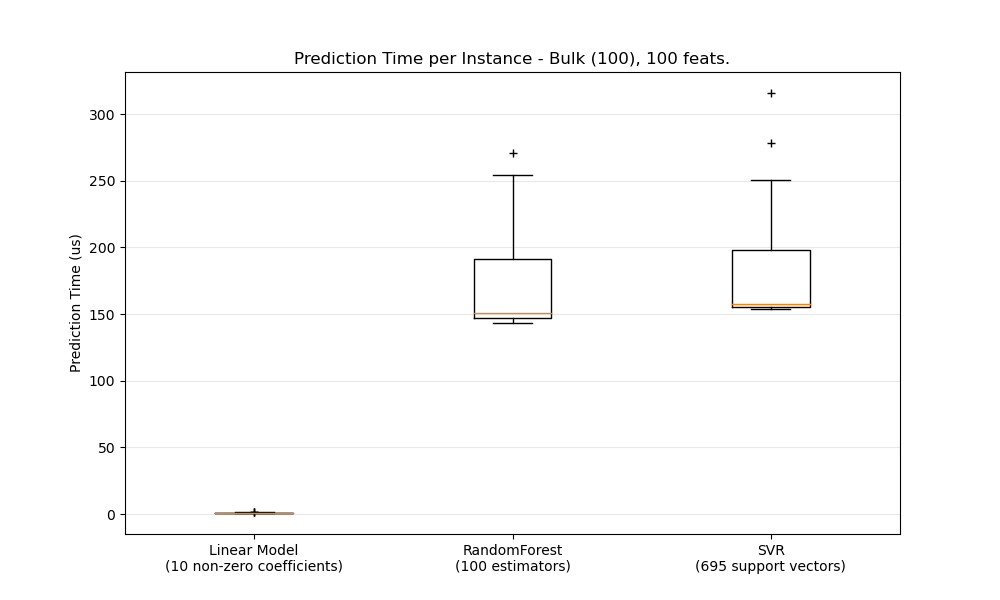 Prediction Time per Instance - Bulk (100), 100 feats.
Prediction Time (us)
300
250
200
150
100
50
0
Linear Model
(10 non-zero coefficients)
RandomForest
(100 estimators)
SVR
(695 support vectors)